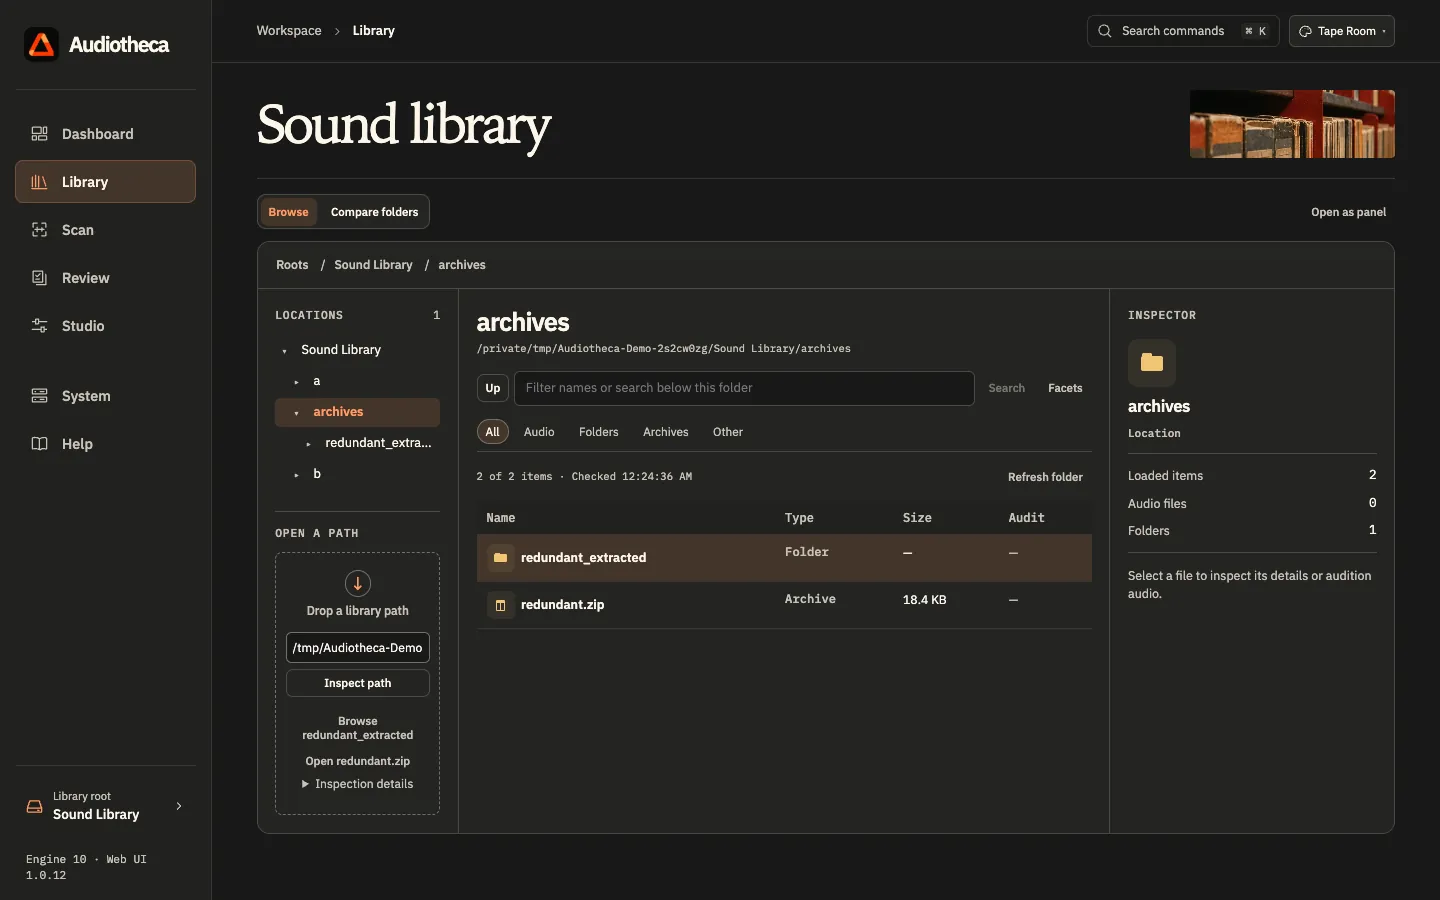 Audiotheca
Dashboard
Library
Scan
Review
Studio
System
Help
Library root
Sound Library
Engine 10 · Web UI
1.0.12
Workspace > Library
Search commands ⌘ K
Tape Room
Sound library
Browse
Compare folders
Open as panel
Roots / Sound Library / archives
LOCATIONS 1
Sound Library
a
archives
redundant_extra...
b
OPEN A PATH
Drop a library path
/tmp/Audiotheca-Demo
Inspect path
Browse
redundant_extracted
Open redundant.zip
Inspection details
archives
/private/tmp/Audiotheca-Demo-2s2cw0zg/Sound Library/archives
Up
Filter names or search below this folder
Search
Facets
All
Audio
Folders
Archives
Other
2 of 2 items · Checked 12:24:36 AM
Refresh folder
Name Type Size Audit
redundant_extracted Folder — —
redundant.zip Archive 18.4 KB —
INSPECTOR
archives
Location
Loaded items 2
Audio files 0
Folders 1
Select a file to inspect its details or audition
audio.